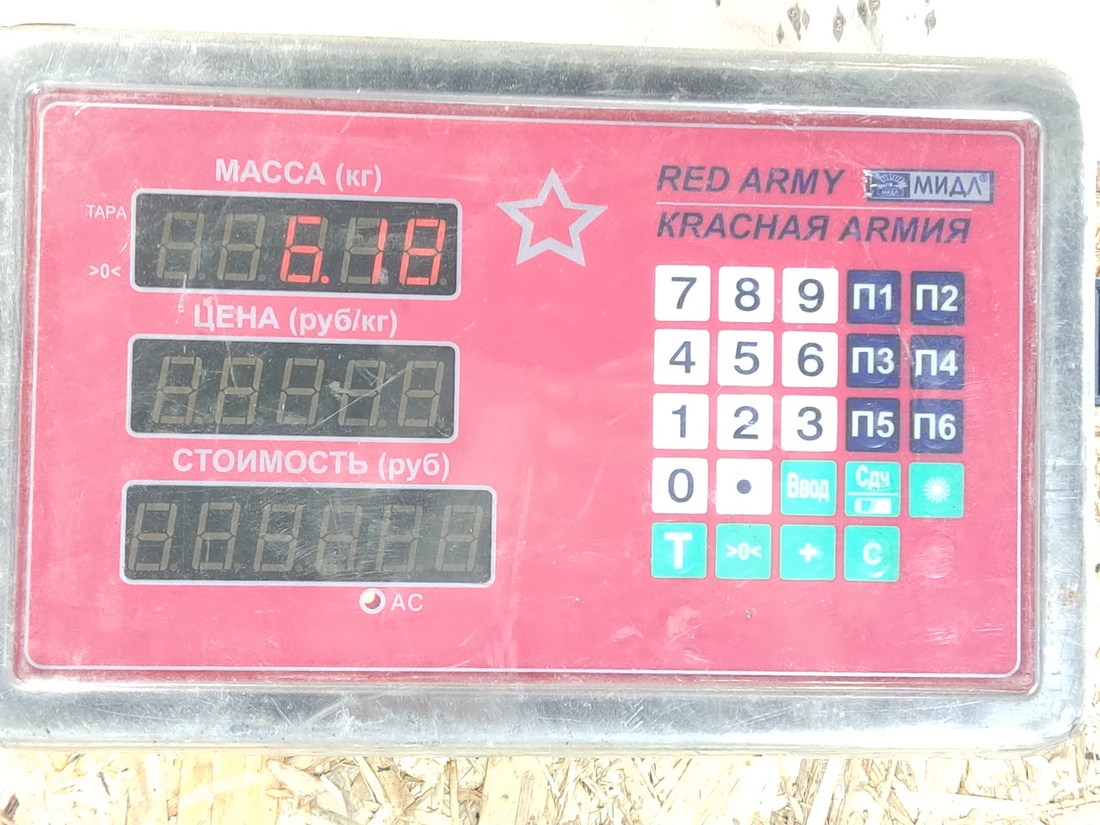 МАССА (кг)
RED ARMY МИДЛ®
ТАРА
6.18
КRАСНАЯ АRМИЯ
>0<
7 8 9 П1 П2
ЦЕНА (руб/кг)
4 5 6 П3 П4
1 2 3 П5 П6
СТОИМОСТЬ (руб)
0 • Ввод Сдч
T >0< + C
AC